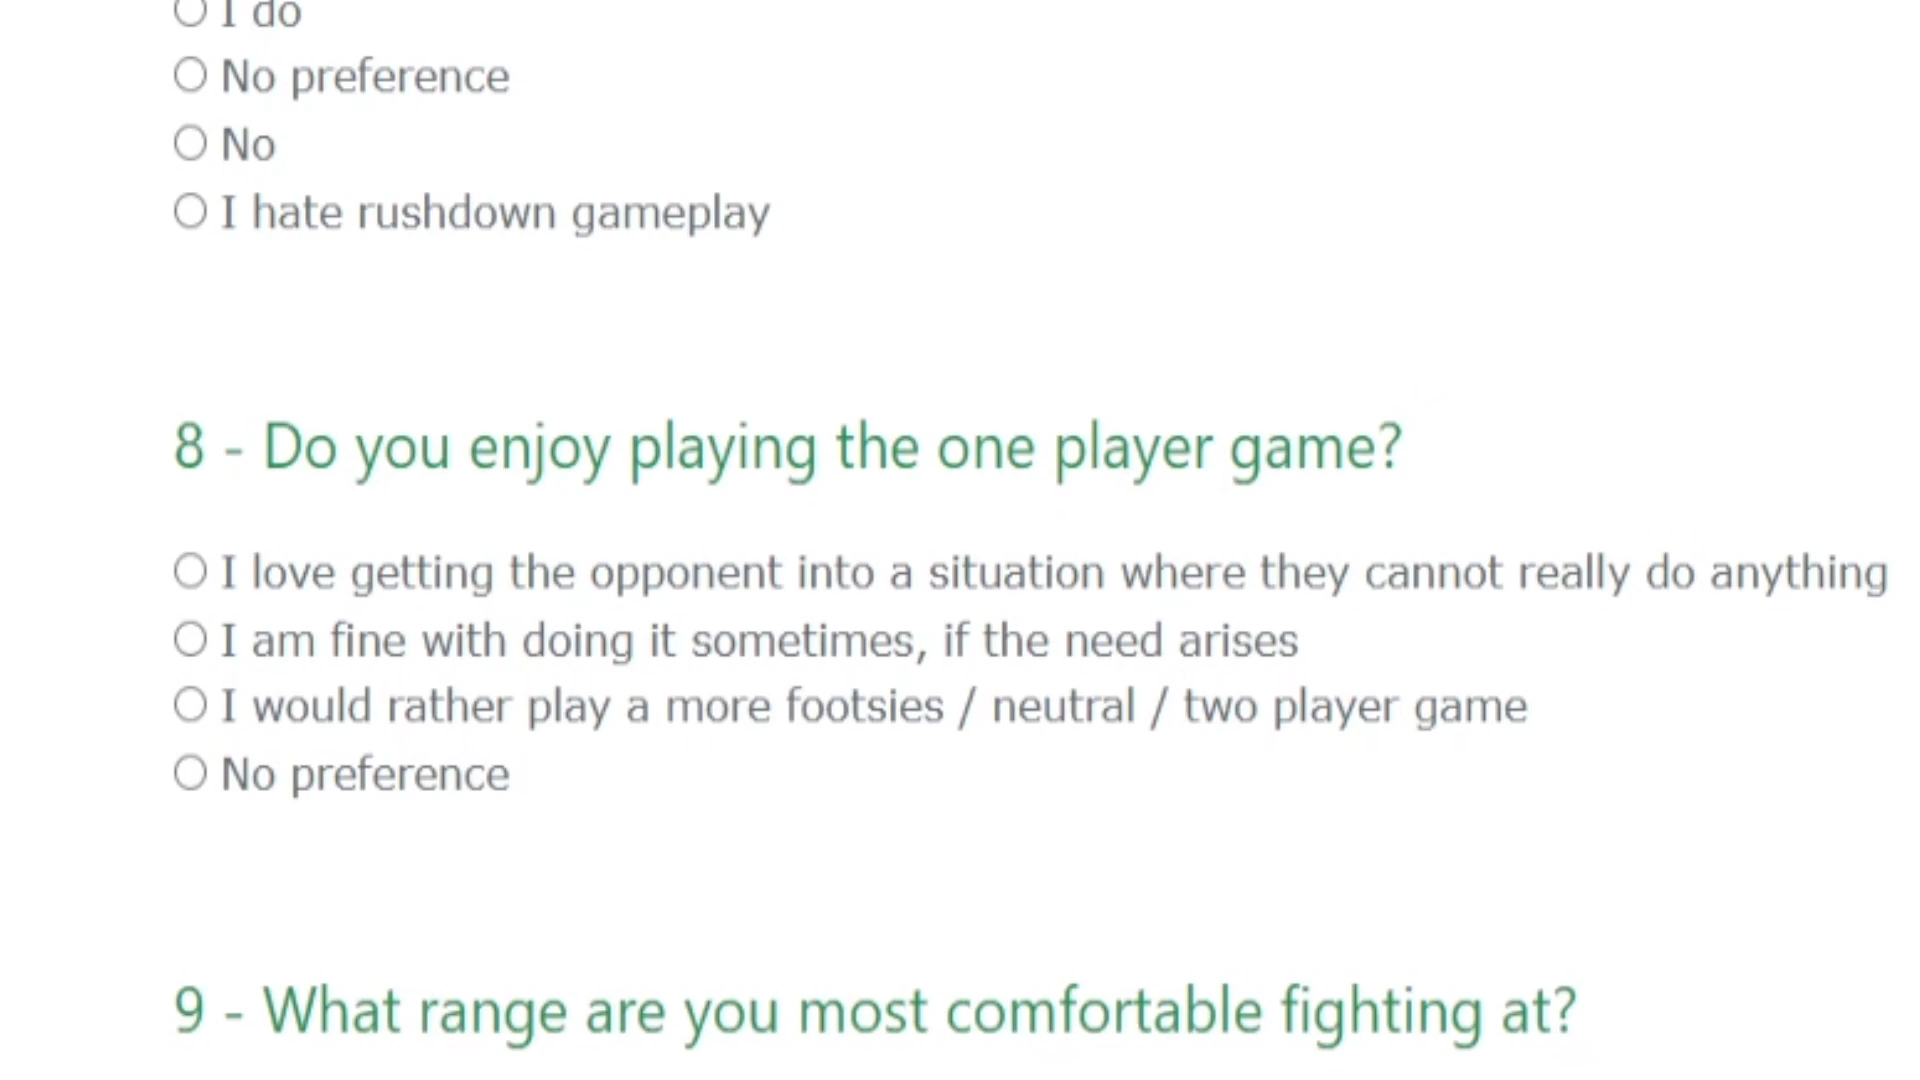 I do
No preference
No
I hate rushdown gameplay
8 - Do you enjoy playing the one player game?
I love getting the opponent into a situation where they cannot really do anything
I am fine with doing it sometimes, if the need arises
I would rather play a more footsies / neutral / two player game
No preference
9 - What range are you most comfortable fighting at?